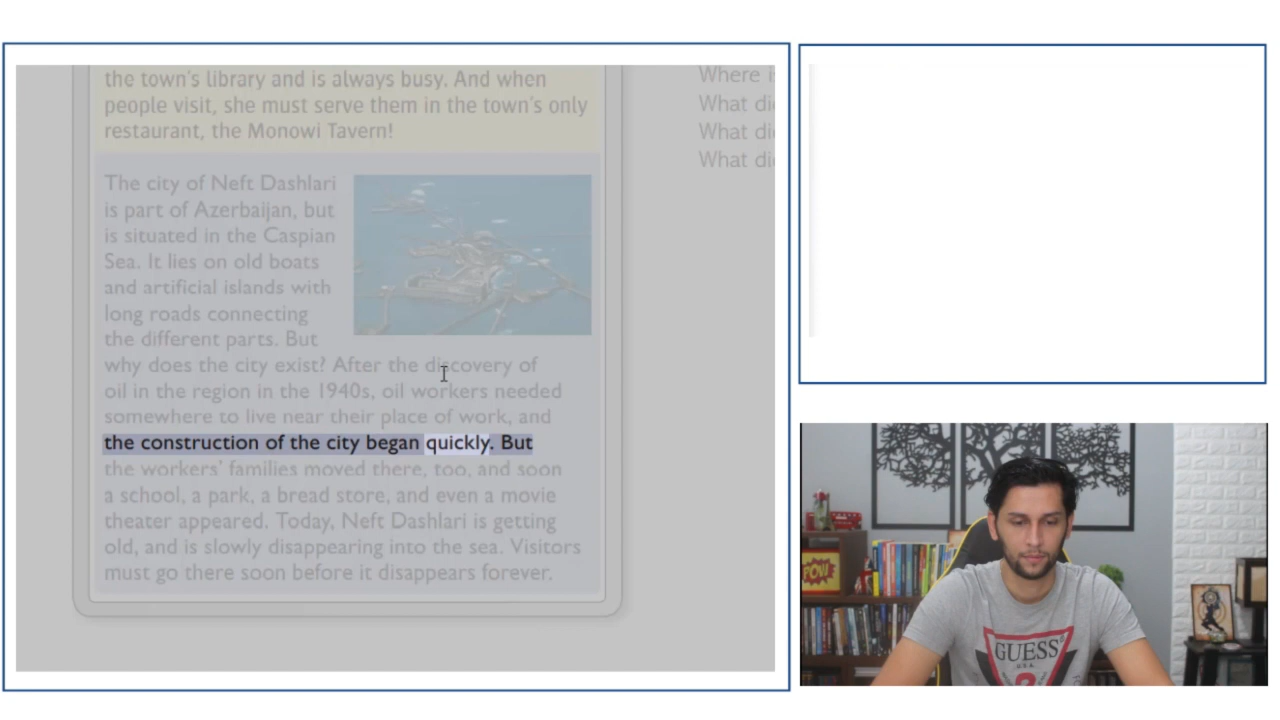 the town's library and is always busy. And when
people visit, she must serve them in the town's only
restaurant, the Monowi Tavern!
The city of Neft Dashlari
is part of Azerbaijan, but
is situated in the Caspian
Sea. It lies on old boats
and artificial islands with
long roads connecting
the different parts. But
why does the city exist? After the discovery of
oil in the region in the 1940s, oil workers needed
somewhere to live near their place of work, and
the construction of the city began quickly. But
the workers' families moved there, too, and soon
a school, a park, a bread store, and even a movie
theater appeared. Today, Neft Dashlari is getting
old, and is slowly disappearing into the sea. Visitors
must go there soon before it disappears forever.
Where i
What di
What di
What di
POW!
GUESS
U.S.A.
?